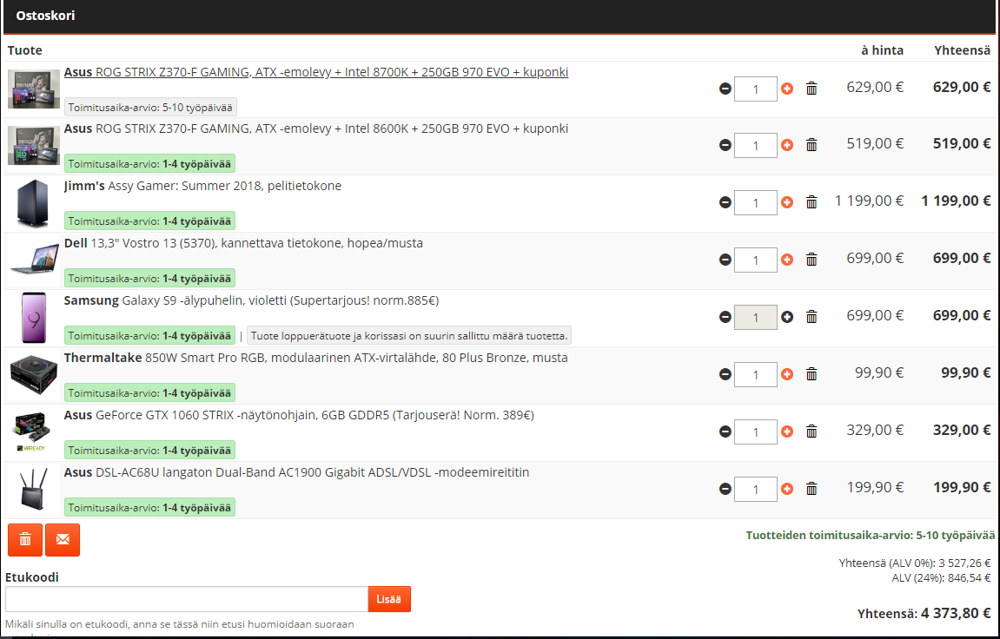 Ostoskori
Tuote à hinta Yhteensä
Asus ROG STRIX Z370-F GAMING, ATX -emolevy + Intel 8700K + 250GB 970 EVO + kuponki
1 629,00 € 629,00 €
Toimitusaika-arvio: 5-10 työpäivää
Asus ROG STRIX Z370-F GAMING, ATX -emolevy + Intel 8600K + 250GB 970 EVO + kuponki
1 519,00 € 519,00 €
Toimitusaika-arvio: 1-4 työpäivää
Jimm's Assy Gamer: Summer 2018, pelitietokone
1 1 199,00 € 1 199,00 €
Toimitusaika-arvio: 1-4 työpäivää
Dell 13,3" Vostro 13 (5370), kannettava tietokone, hopea/musta
1 699,00 € 699,00 €
Toimitusaika-arvio: 1-4 työpäivää
Samsung Galaxy S9 -älypuhelin, violetti (Supertarjous! norm.885€)
1 699,00 € 699,00 €
Toimitusaika-arvio: 1-4 työpäivää | Tuote loppuerätuote ja korissasi on suurin sallittu määrä tuotetta.
Thermaltake 850W Smart Pro RGB, modulaarinen ATX-virtalähde, 80 Plus Bronze, musta
1 99,90 € 99,90 €
Toimitusaika-arvio: 1-4 työpäivää
Asus GeForce GTX 1060 STRIX -näytönohjain, 6GB GDDR5 (Tarjouserä! Norm. 389€)
1 329,00 € 329,00 €
Toimitusaika-arvio: 1-4 työpäivää
Asus DSL-AC68U langaton Dual-Band AC1900 Gigabit ADSL/VDSL -modeemireititin
1 199,90 € 199,90 €
Toimitusaika-arvio: 1-4 työpäivää
Tuotteiden toimitusaika-arvio: 5-10 työpäivää
Yhteensä (ALV 0%): 3 527,26 €
ALV (24%): 846,54 €
Yhteensä: 4 373,80 €
Etukoodi
Lisää
Mikäli sinulla on etukoodi, anna se tässä niin etusi huomioidaan suoraan